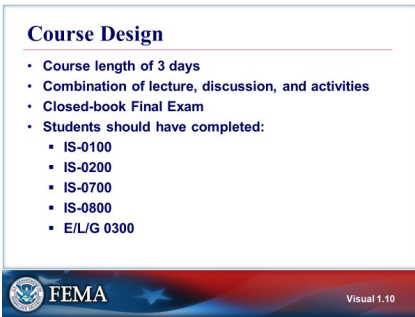 Course Design
• Course length of 3 days
• Combination of lecture, discussion, and activities
• Closed-book Final Exam
• Students should have completed:
▪ IS-0100
▪ IS-0200
▪ IS-0700
▪ IS-0800
▪ E/L/G 0300
FEMA
Visual 1.10